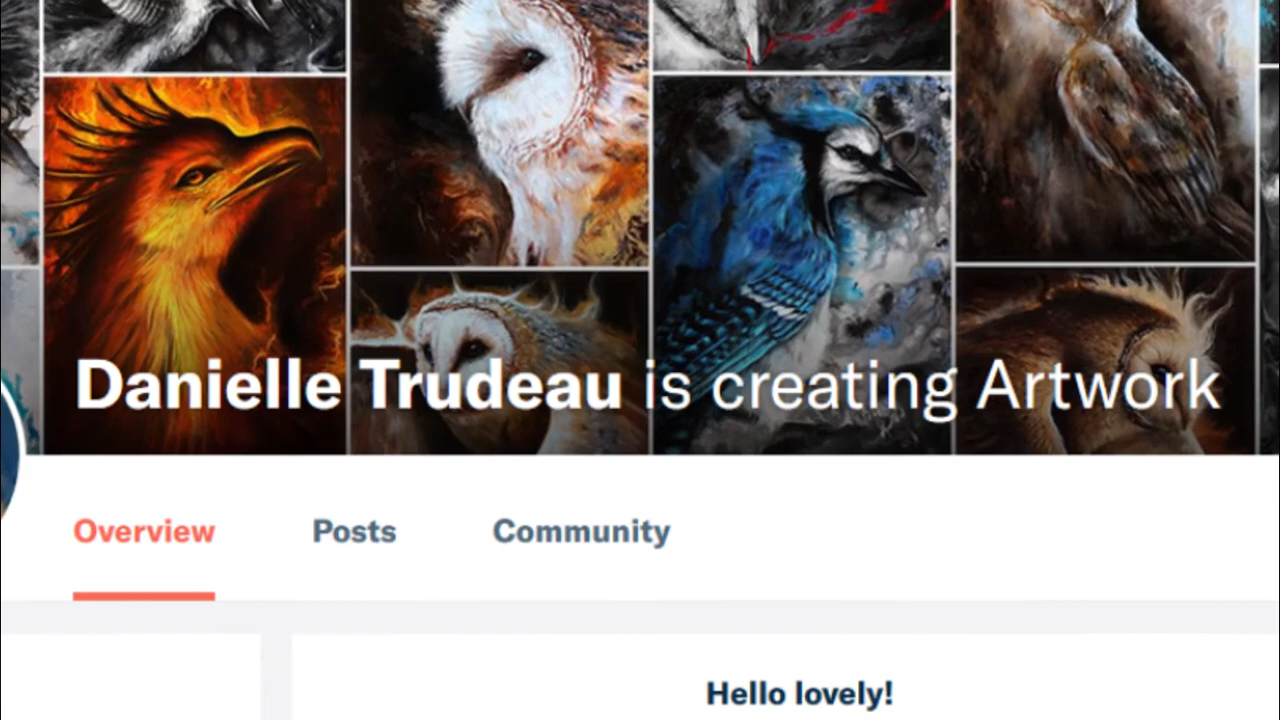 Danielle Trudeau is creating Artwork
Overview Posts Community
Hello lovely!